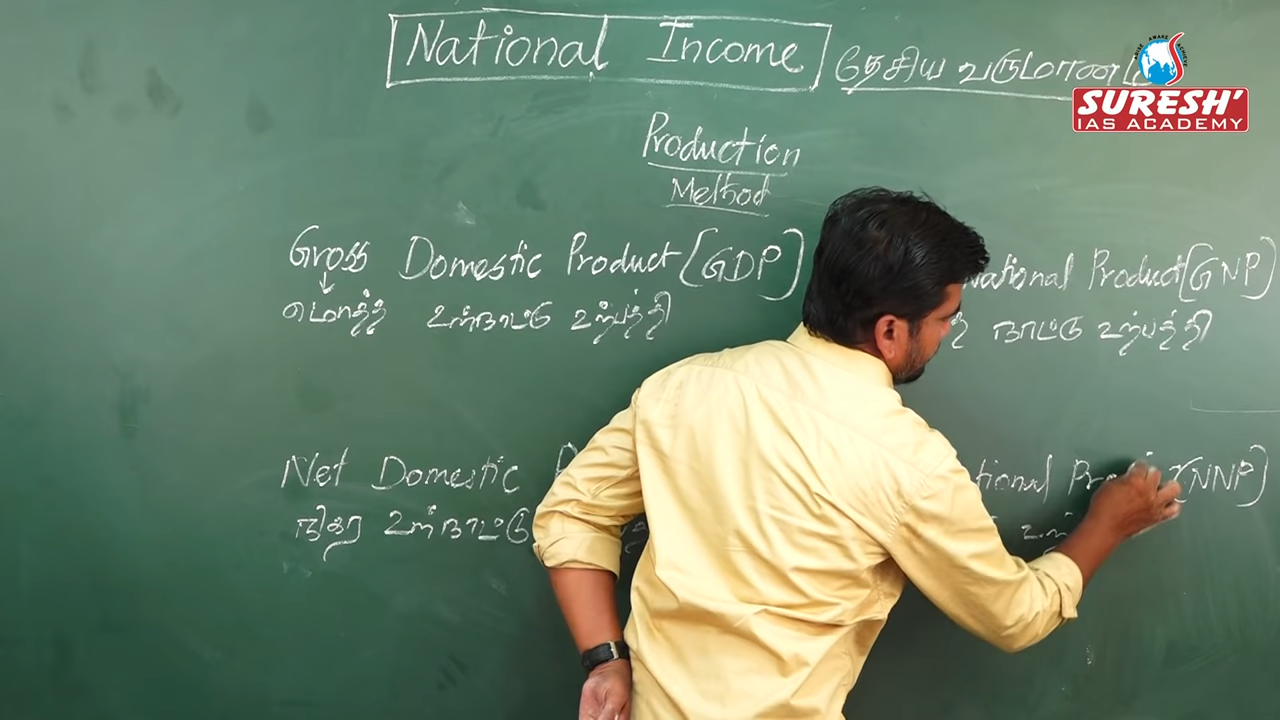 National Income தேசிய வருமானம்
SURESH'
IAS ACADEMY
Production
Method
Gross Domestic Product (GDP)
National Product (GNP)
மொத்த உள்நாட்டு உற்பத்தி
நாட்டு உற்பத்தி
Net Domestic
(NNP)
நிகர உள்நாட்டு